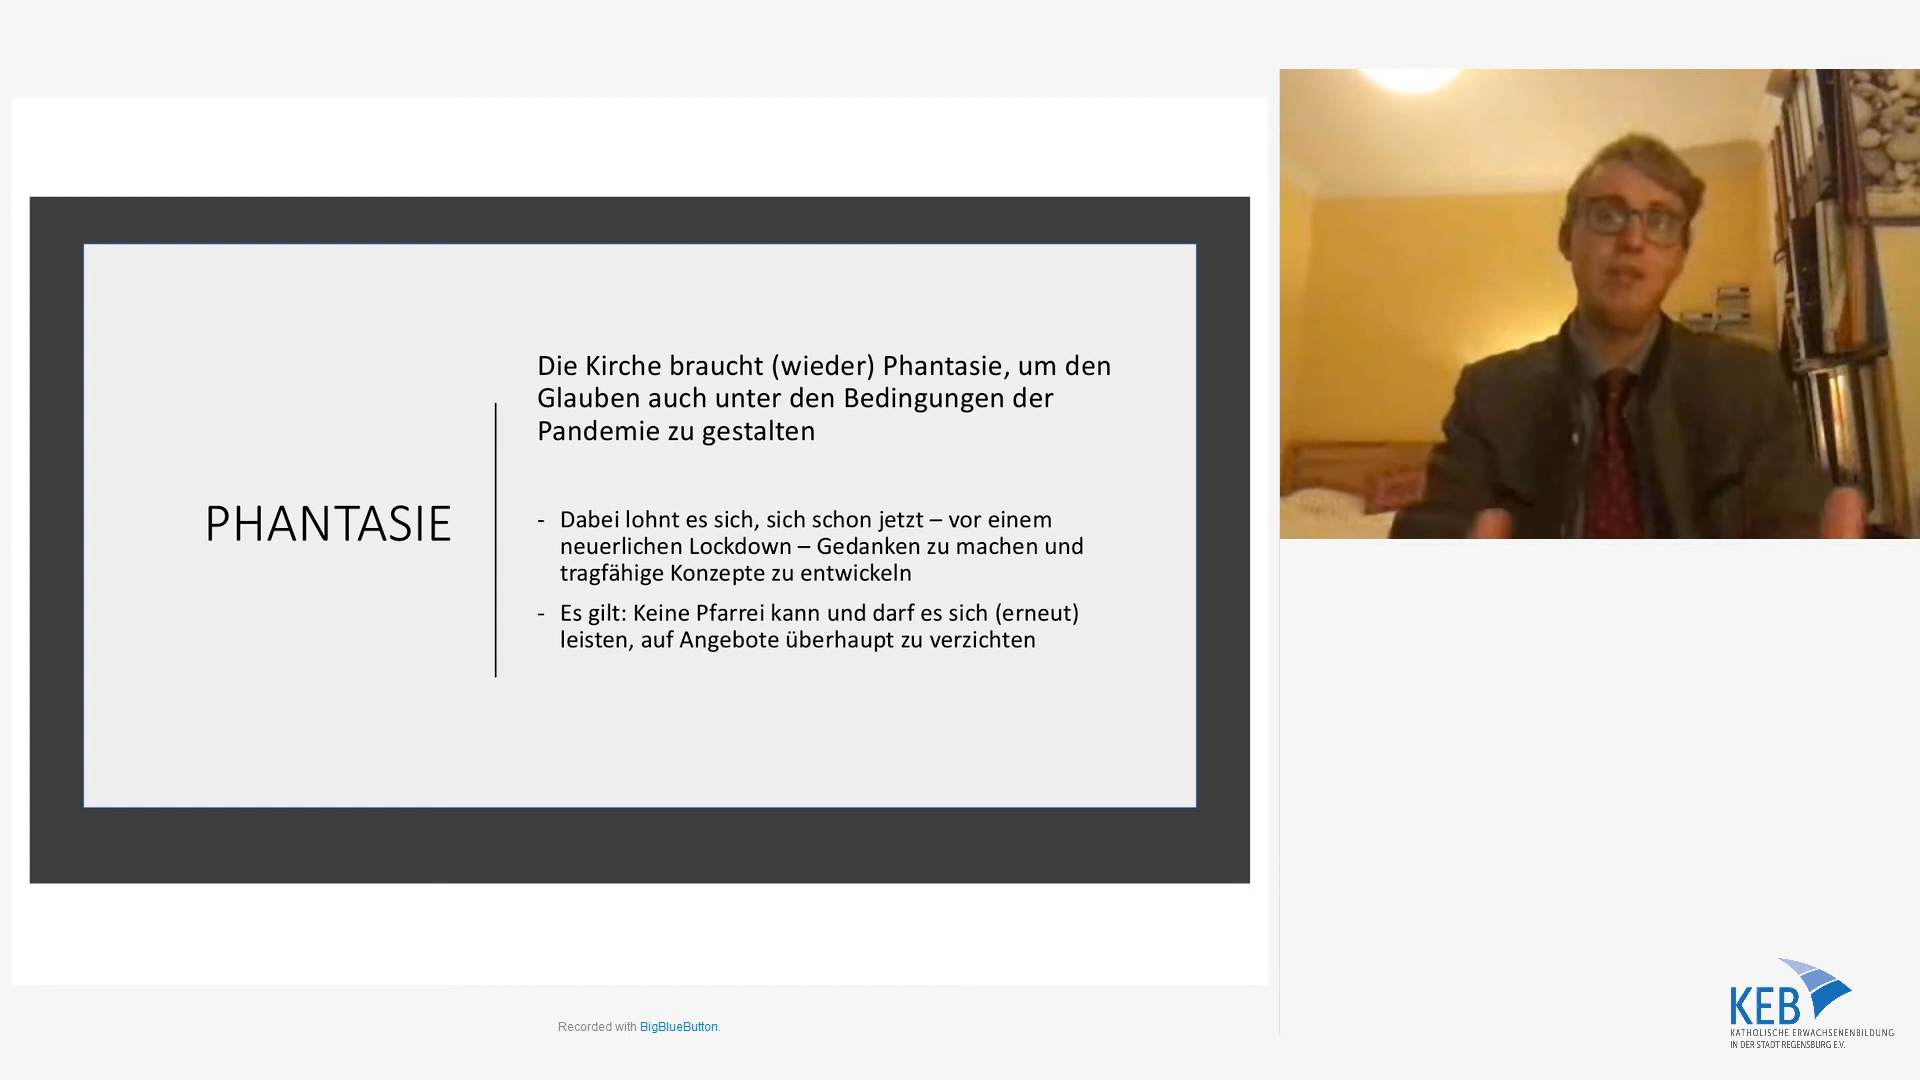 PHANTASIE
Die Kirche braucht (wieder) Phantasie, um den
Glauben auch unter den Bedingungen der
Pandemie zu gestalten
- Dabei lohnt es sich, sich schon jetzt – vor einem
neuerlichen Lockdown – Gedanken zu machen und
tragfähige Konzepte zu entwickeln
- Es gilt: Keine Pfarrei kann und darf es sich (erneut)
leisten, auf Angebote überhaupt zu verzichten
Recorded with BigBlueButton.
KEB
KATHOLISCHE ERWACHSENENBILDUNG
IN DER STADT REGENSBURG E.V.